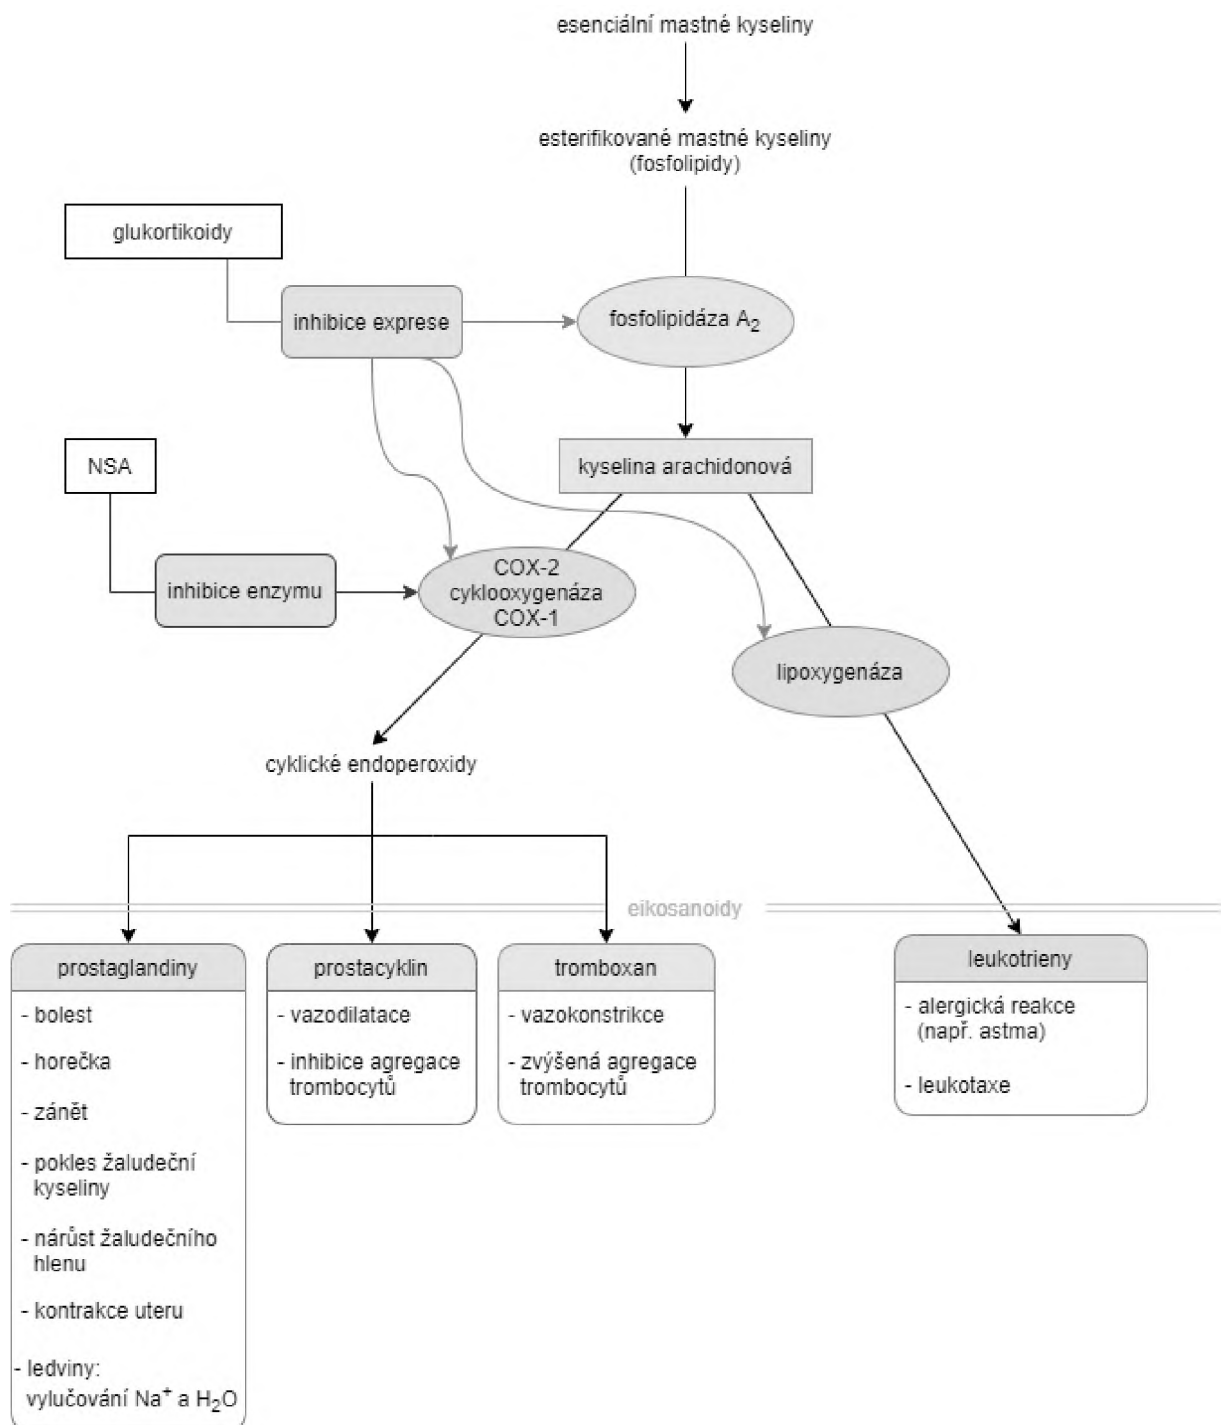 esenciální mastné kyseliny
esterifikované mastné kyseliny
(fosfolipidy)
glukortikoidy
inhibice exprese
fosfolipidáza A₂
NSA
kyselina arachidonová
inhibice enzymu
COX-2
cyklooxygenáza
COX-1
lipoxygenáza
cyklické endoperoxidy
eikosanoidy
prostaglandiny
- bolest
- horečka
- zánět
- pokles žaludeční
kyseliny
- nárůst žaludečního
hlenu
- kontrakce uteru
- ledviny:
vylučování Na⁺ a H₂O
prostacyklin
- vazodilatace
- inhibice agregace
trombocytů
tromboxan
- vazokonstrikce
- zvýšená agregace
trombocytů
leukotrieny
- alergická reakce
(např. astma)
- leukotaxe